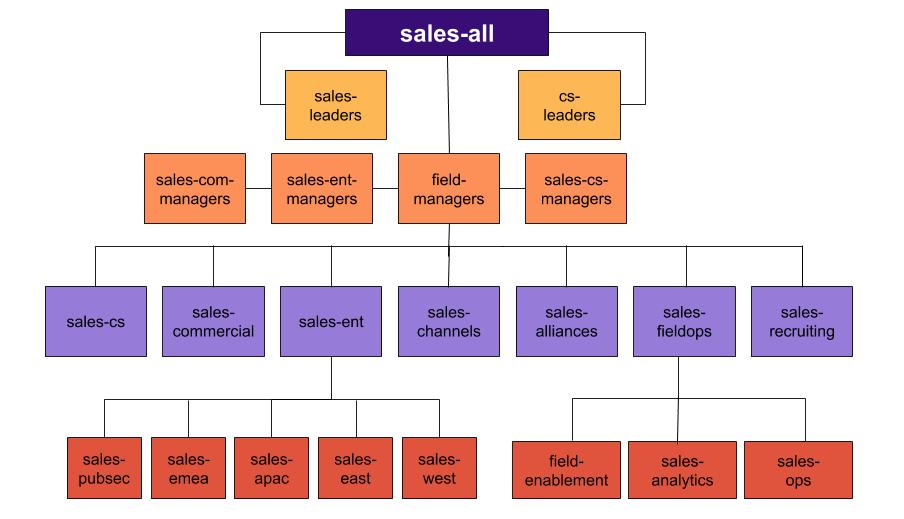 sales-all
sales-
leaders
cs-
leaders
sales-com-
managers
sales-ent-
managers
field-
managers
sales-cs-
managers
sales-cs
sales-
commercial
sales-ent
sales-
channels
sales-
alliances
sales-
fieldops
sales-
recruiting
sales-
pubsec
sales-
emea
sales-
apac
sales-
east
sales-
west
field-
enablement
sales-
analytics
sales-
ops